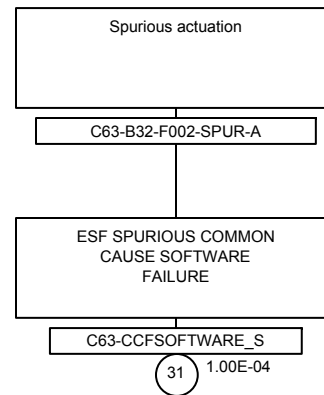 Spurious actuation
C63-B32-F002-SPUR-A
ESF SPURIOUS COMMON
CAUSE SOFTWARE
FAILURE
C63-CCFSOFTWARE_S
31 1.00E-04